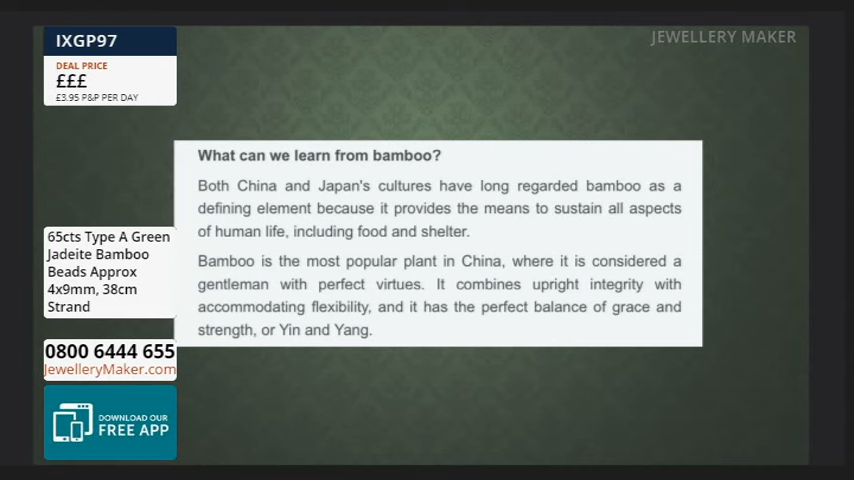 IXGP97
DEAL PRICE
£££
£3.95 P&P PER DAY
JEWELLERY MAKER
What can we learn from bamboo?
Both China and Japan's cultures have long regarded bamboo as a
defining element because it provides the means to sustain all aspects
of human life, including food and shelter.
Bamboo is the most popular plant in China, where it is considered a
gentleman with perfect virtues. It combines upright integrity with
accommodating flexibility, and it has the perfect balance of grace and
strength, or Yin and Yang.
65cts Type A Green
Jadeite Bamboo
Beads Approx
4x9mm, 38cm
Strand
0800 6444 655
JewelleryMaker.com
DOWNLOAD OUR
FREE APP